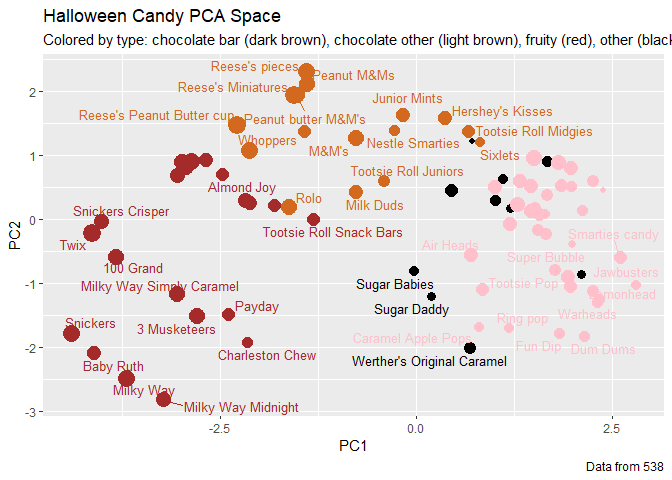 Halloween Candy PCA Space
Colored by type: chocolate bar (dark brown), chocolate other (light brown), fruity (red), other (black
Reese's pieces
Peanut M&Ms
Reese's Miniatures
Junior Mints
Reese's Peanut Butter cup
Peanut butter M&M's
Hershey's Kisses
Tootsie Roll Midgies
Whoppers
M&M's
Nestle Smarties
Sixlets
Tootsie Roll Juniors
Almond Joy
Rolo
Milk Duds
Snickers Crisper
Tootsie Roll Snack Bars
Smarties candy
Twix
Air Heads
Super Bubble
100 Grand
Jawbusters
Milky Way Simply Caramel
Sugar Babies
Tootsie Pop
Sugar Daddy
Payday
Warheads
Snickers
3 Musketeers
Ring pop
Caramel Apple Pops
Fun Dip
Dum Dums
Charleston Chew
Werther's Original Caramel
Baby Ruth
Milky Way
Milky Way Midnight
2
1
0
-1
-2
-3
PC2
-2.5
0.0
2.5
PC1
Data from 538